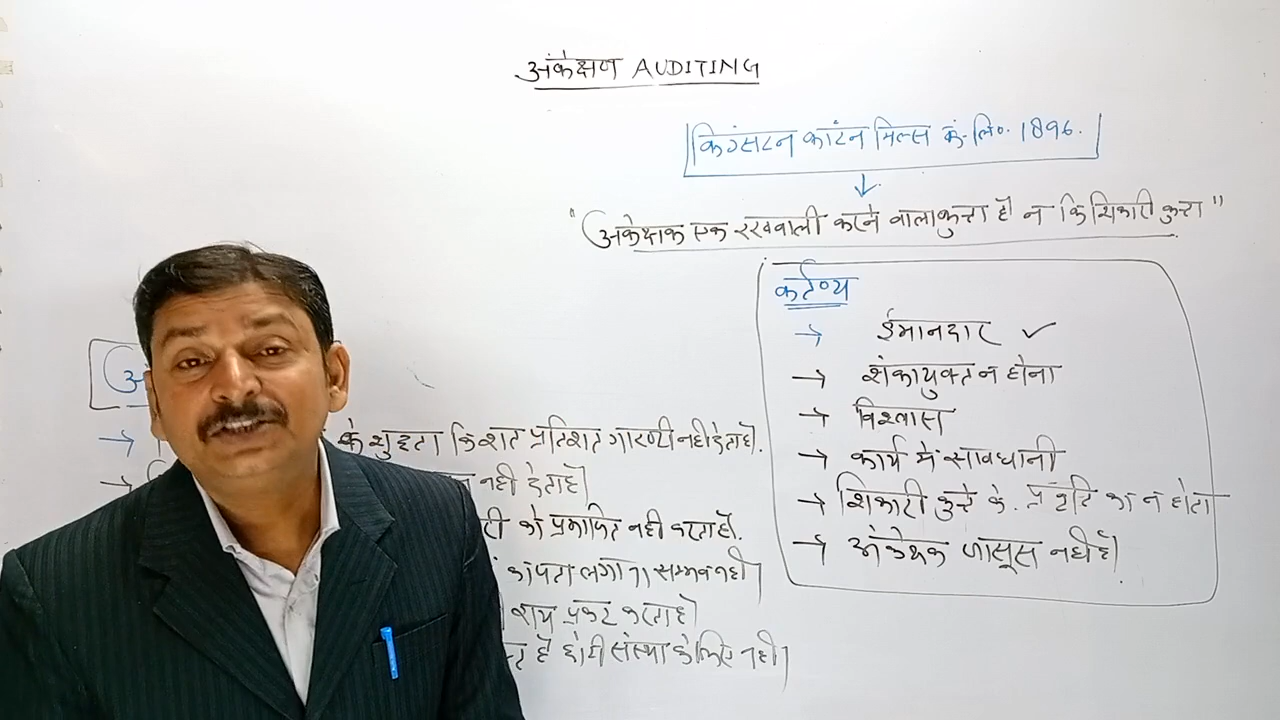 अंकेक्षण AUDITING
किंग्सटन कॉटन मिल्स कं. लि०. 1896.
"अंकेक्षक एक रखवाली करने वाला कुत्ता है न कि शिकारी कुत्ता"
कर्तव्य
→ ईमानदार ✓
→ शंकायुक्त न होना
→ विश्वास
→ कार्य में सावधानी
→ शिकारी कुत्ते के. प्रवृति का न होना
→ अंकेक्षक जासूस नहीं है।
अ
→ के शुद्धता कि शत प्रतिशत गारण्टी नहीं देता है.
→ नहीं देता है।
को प्रमाणित नहीं करता है.
का पता लगाना सम्भव नहीं।
राय प्रकट करता है।
है छोटी संस्था के लिए नहीं।